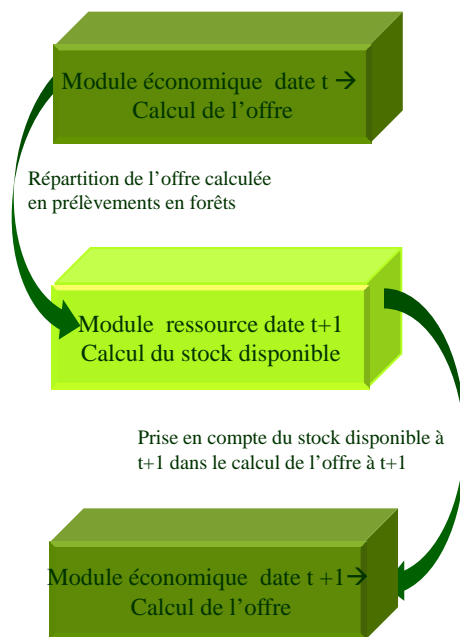 Module économique date t →
Calcul de l’offre
Répartition de l’offre calculée
en prélèvements en forêts
Module ressource date t+1
Calcul du stock disponible
Prise en compte du stock disponible à
t+1 dans le calcul de l’offre à t+1
Module économique date t +1→
Calcul de l’offre